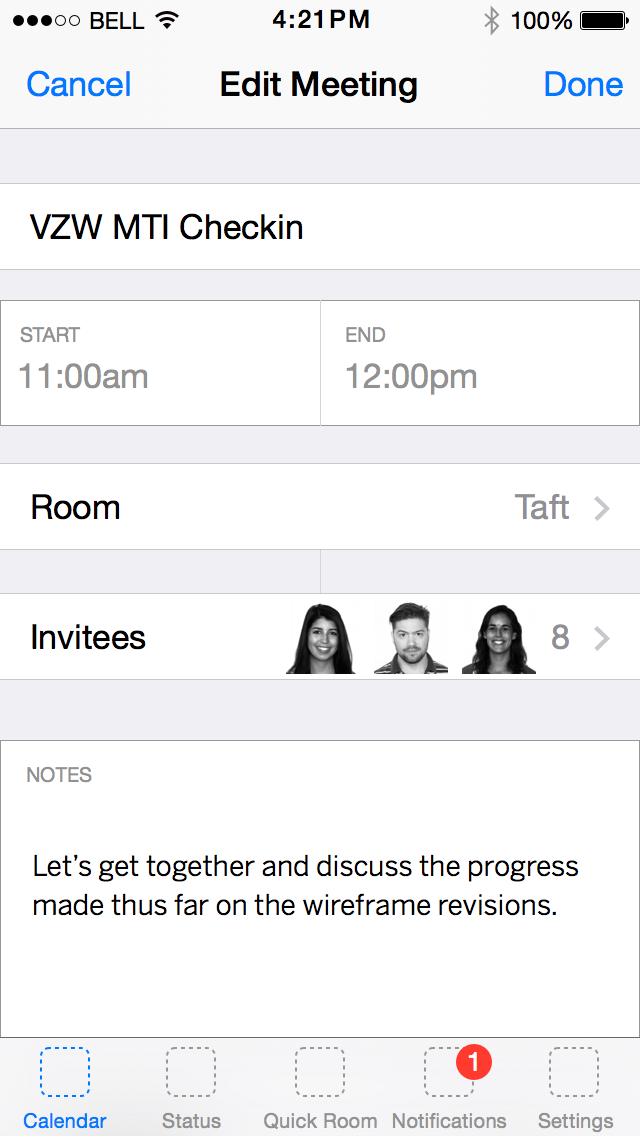 BELL 4:21PM 100%
Cancel Edit Meeting Done
VZW MTI Checkin
START END
11:00am 12:00pm
Room Taft
Invitees 8
NOTES
Let’s get together and discuss the progress
made thus far on the wireframe revisions.
1
Calendar Status Quick Room Notifications Settings